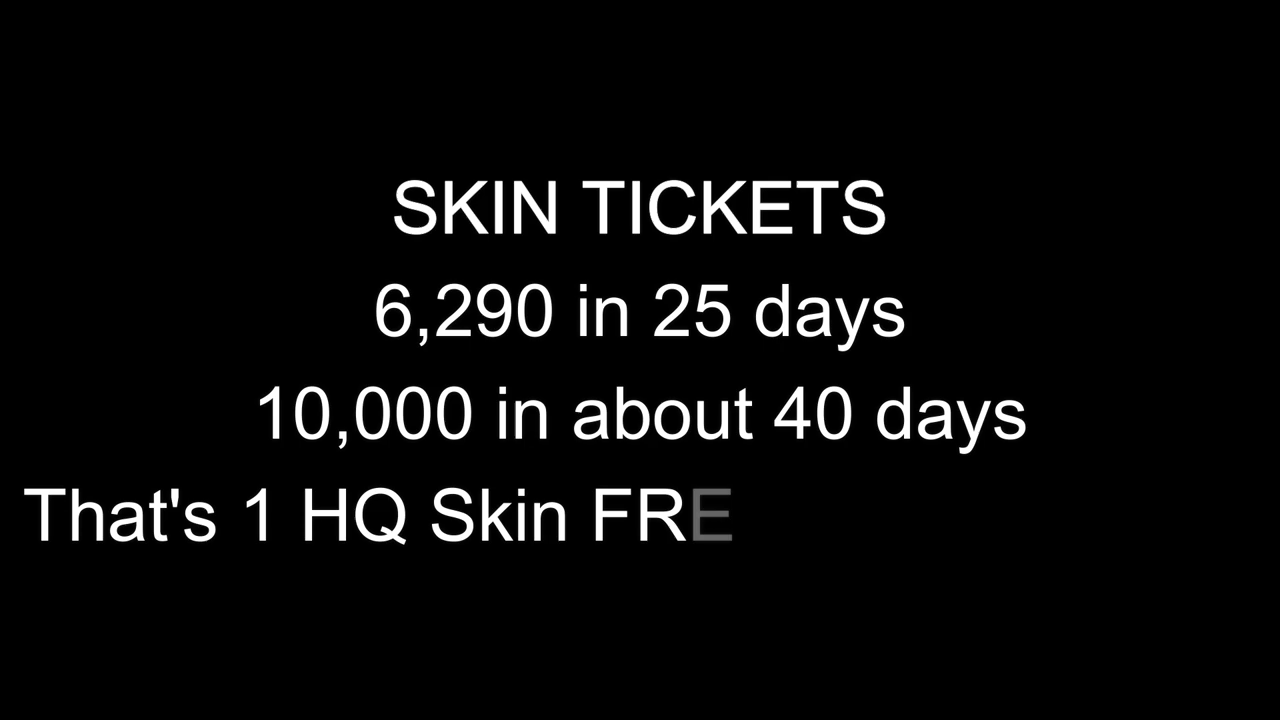 SKIN TICKETS
6,290 in 25 days
10,000 in about 40 days
That's 1 HQ Skin FRE